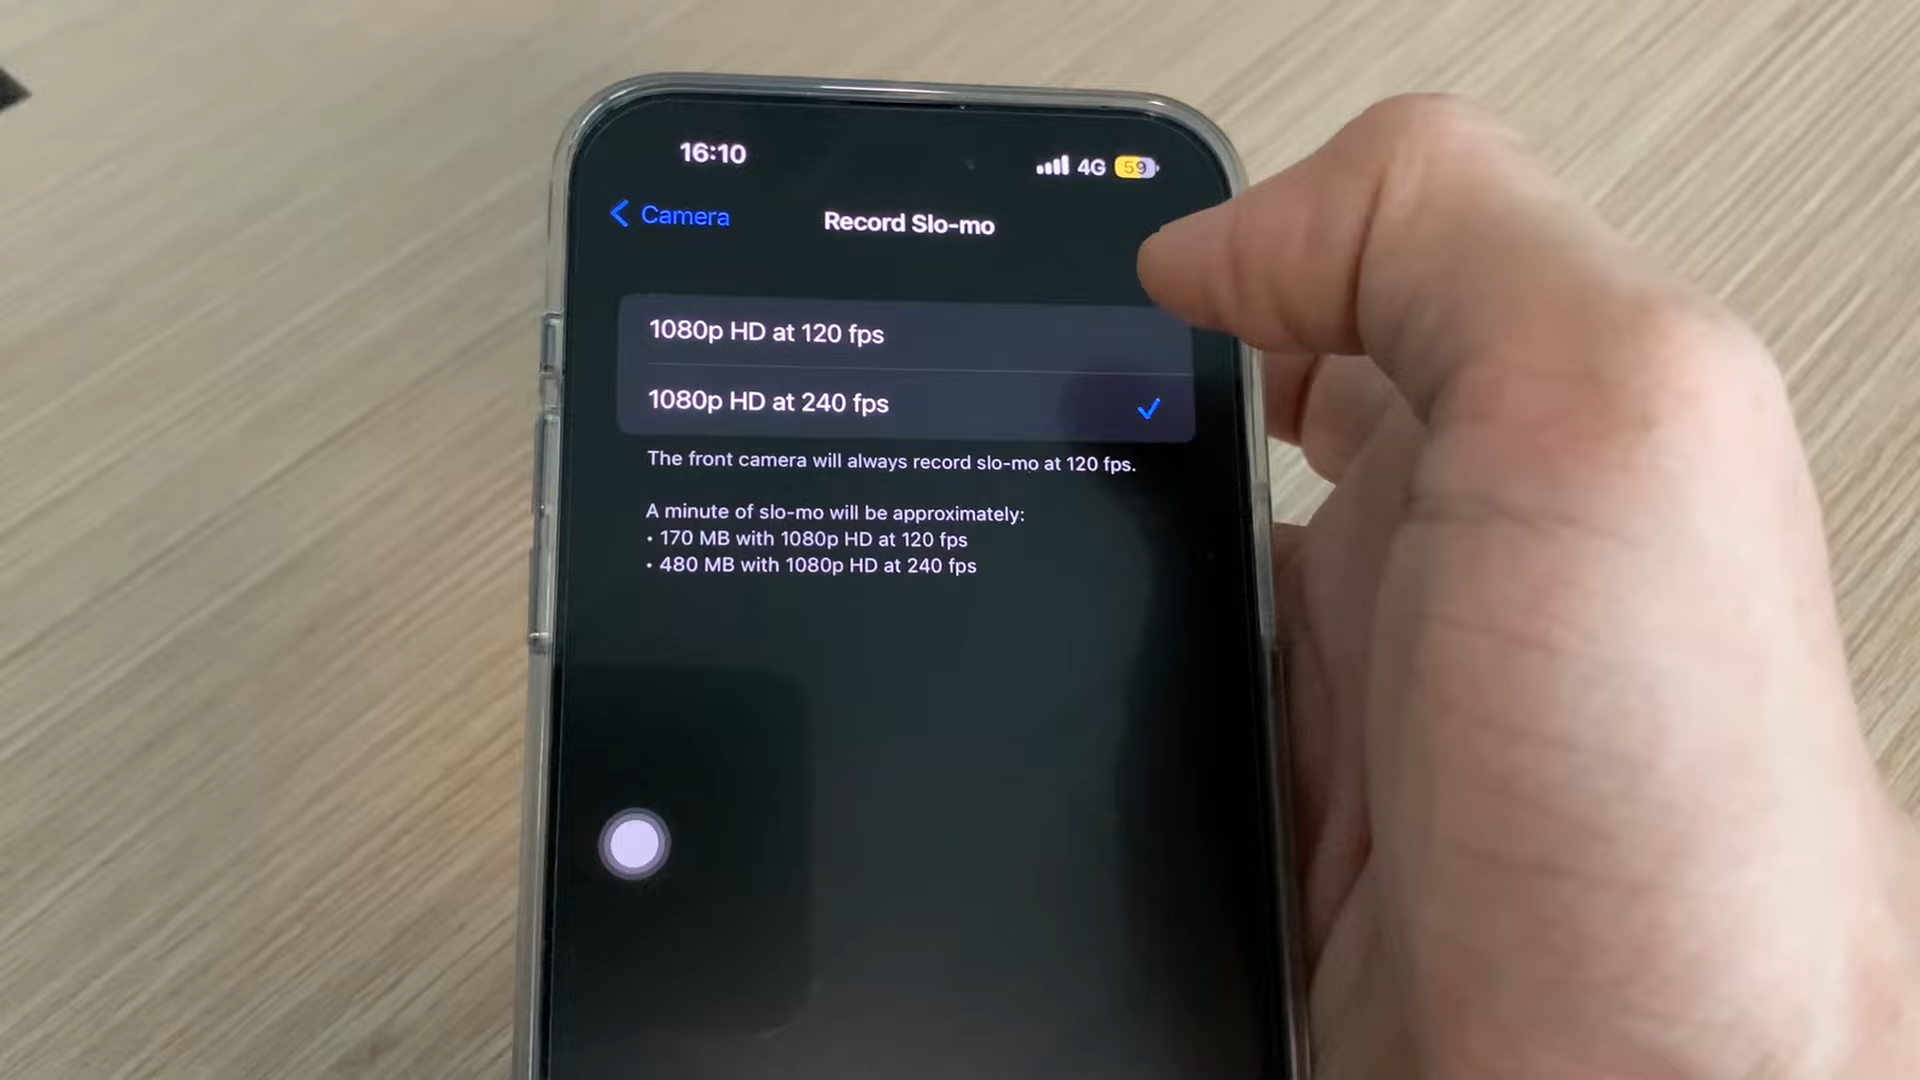 16:10
4G 59
Camera
Record Slo-mo
1080p HD at 120 fps
1080p HD at 240 fps
The front camera will always record slo-mo at 120 fps.
A minute of slo-mo will be approximately:
• 170 MB with 1080p HD at 120 fps
• 480 MB with 1080p HD at 240 fps